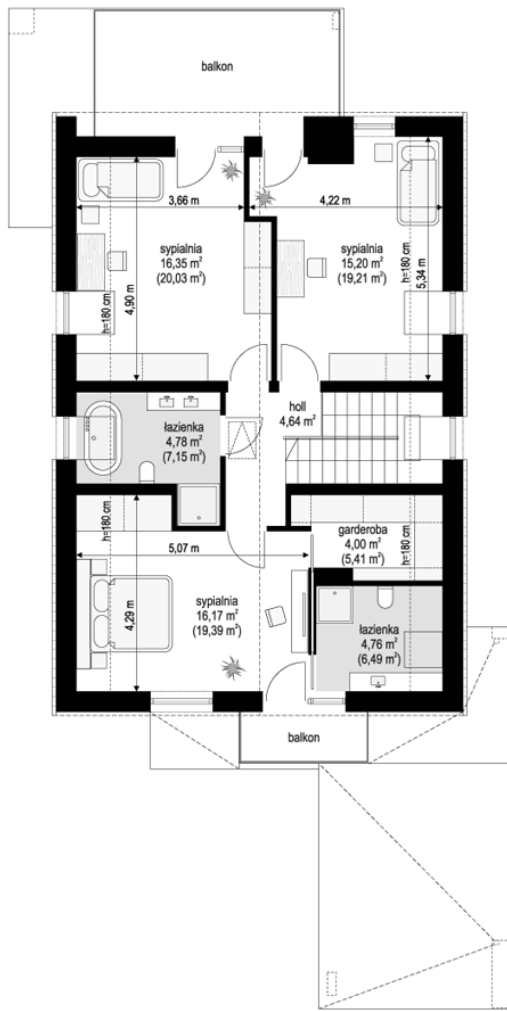 balkon
3,66 m
4,22 m
sypialnia
16,35 m²
(20,03 m²)
sypialnia
15,20 m²
(19,21 m²)
h=180 cm
4,90 m
h=180 cm
5,34 m
holl
4,64 m²
łazienka
4,78 m²
(7,15 m²)
h=180 cm
5,07 m
garderoba
4,00 m²
(5,41 m²)
h=180 cm
4,29 m
sypialnia
16,17 m²
(19,39 m²)
łazienka
4,76 m²
(6,49 m²)
balkon